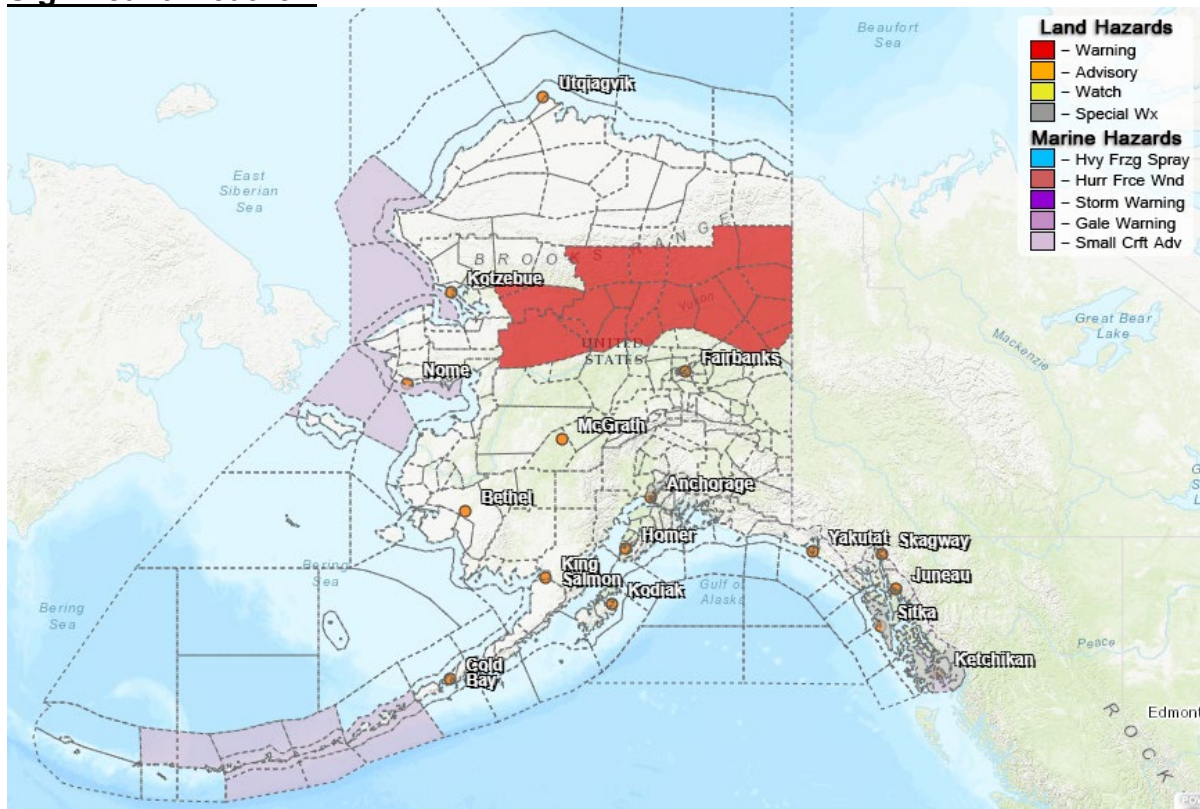 Land Hazards
– Warning
– Advisory
– Watch
– Special Wx
Marine Hazards
– Hvy Frzg Spray
– Hurr Frce Wnd
– Storm Warning
– Gale Warning
– Small Crft Adv
Beaufort
Sea
Utqiagvik
East
Siberian
Sea
BROOKS RANGE
Kotzebue
Yukon
Great Bear
Lake
Mackenzie
UNITED
STATES
Fairbanks
Nome
McGrath
Anchorage
Bethel
Homer
Yakutat
Skagway
King
Salmon
Juneau
Bering
Sea
Kodiak
Gulf of
Alaska
Bering
Sea
Sitka
Peace
Ketchikan
Cold
Bay
Edmont
ROCK